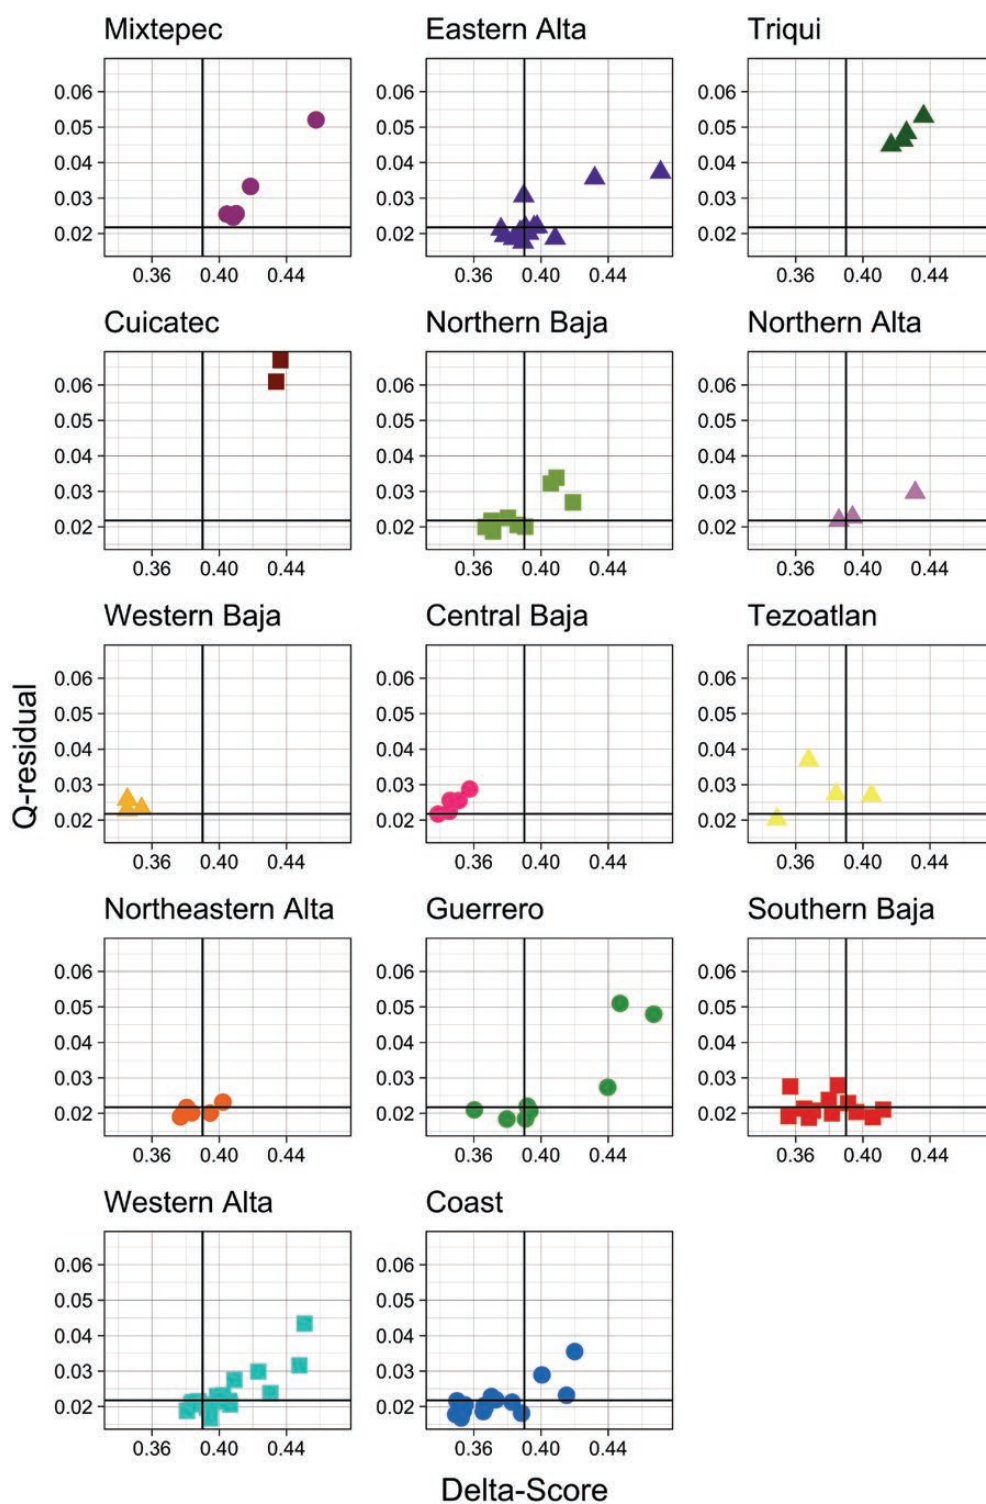 Mixtepec Eastern Alta Triqui
0.06 0.06 0.06
0.05 0.05 0.05
0.04 0.04 0.04
0.03 0.03 0.03
0.02 0.02 0.02
0.36 0.40 0.44 0.36 0.40 0.44 0.36 0.40 0.44
Cuicatec Northern Baja Northern Alta
0.06 0.06 0.06
0.05 0.05 0.05
0.04 0.04 0.04
0.03 0.03 0.03
0.02 0.02 0.02
0.36 0.40 0.44 0.36 0.40 0.44 0.36 0.40 0.44
Western Baja Central Baja Tezoatlan
0.06 0.06 0.06
0.05 0.05 0.05
0.04 0.04 0.04
0.03 0.03 0.03
0.02 0.02 0.02
0.36 0.40 0.44 0.36 0.40 0.44 0.36 0.40 0.44
Q-residual
Northeastern Alta Guerrero Southern Baja
0.06 0.06 0.06
0.05 0.05 0.05
0.04 0.04 0.04
0.03 0.03 0.03
0.02 0.02 0.02
0.36 0.40 0.44 0.36 0.40 0.44 0.36 0.40 0.44
Western Alta Coast
0.06 0.06
0.05 0.05
0.04 0.04
0.03 0.03
0.02 0.02
0.36 0.40 0.44 0.36 0.40 0.44
Delta-Score